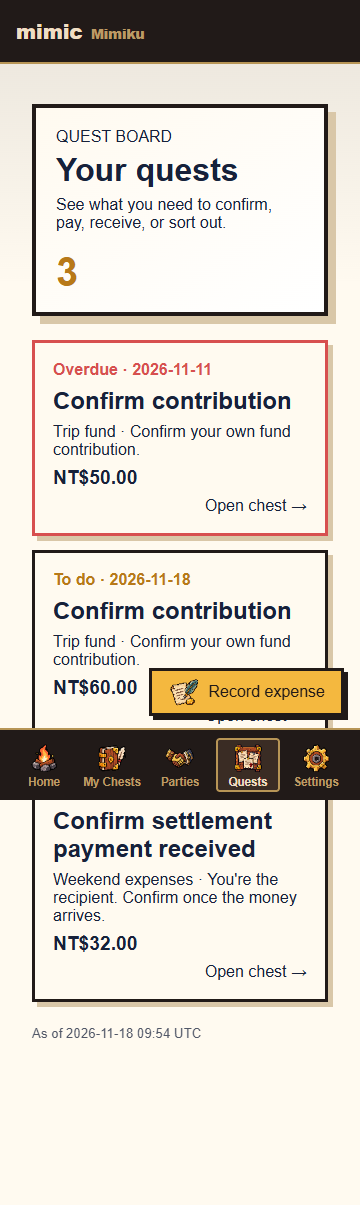 mimic Mimiku
QUEST BOARD
Your quests
See what you need to confirm,
pay, receive, or sort out.
3
Overdue · 2026-11-11
Confirm contribution
Trip fund · Confirm your own fund
contribution.
NT$50.00
Open chest →
To do · 2026-11-18
Confirm contribution
Trip fund · Confirm your own fund
contribution.
NT$60.00
Record expense
Home
My Chests
Parties
Quests
Settings
Confirm settlement
payment received
Weekend expenses · You're the
recipient. Confirm once the money
arrives.
NT$32.00
Open chest →
As of 2026-11-18 09:54 UTC